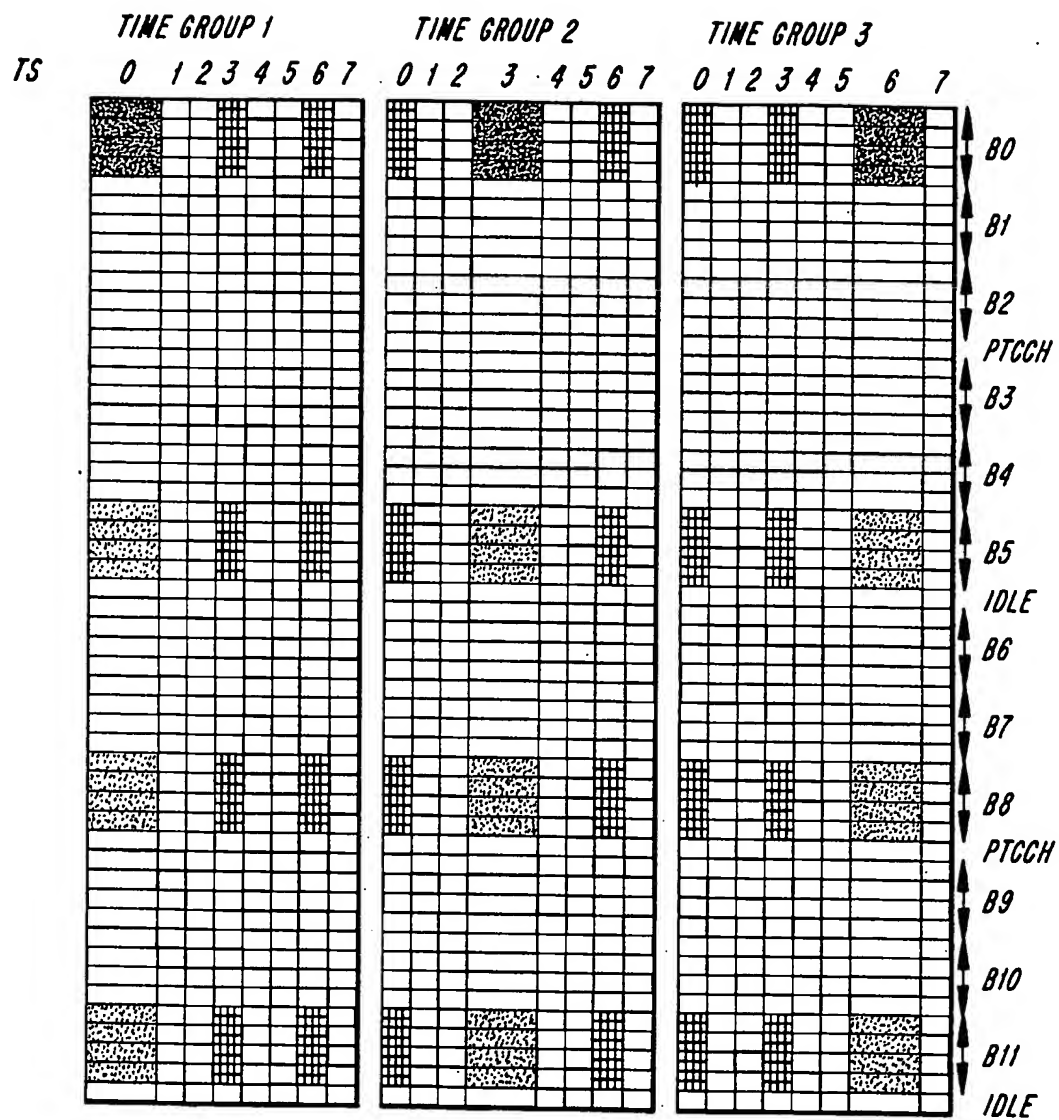 TIME GROUP 1 TIME GROUP 2 TIME GROUP 3
TS 0 1 2 3 4 5 6 7 0 1 2 3 4 5 6 7 0 1 2 3 4 5 6 7
B0
B1
B2
PTCCH
B3
B4
B5
IDLE
B6
B7
B8
PTCCH
B9
B10
B11
IDLE